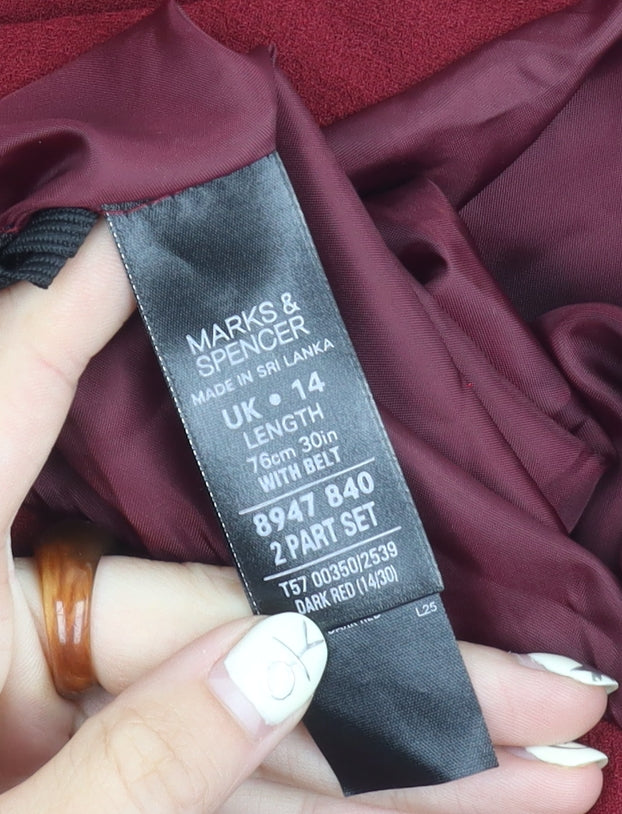 MARKS &
SPENCER
MADE IN SRI LANKA
UK • 14
LENGTH
76cm 30in
WITH BELT
8947 840
2 PART SET
T57 00350/2539
DARK RED (14/30)
L25